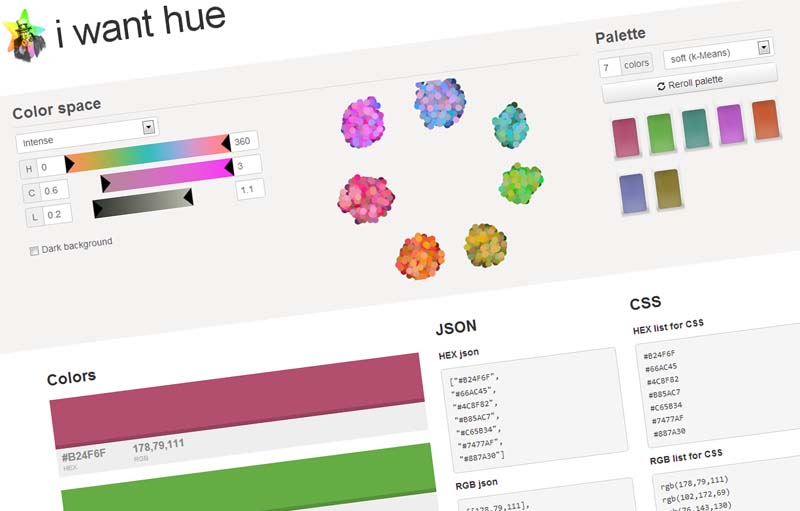 i want hue
Color space
Intense
H 0 360
C 0.6 3
L 0.2 1.1
Dark background
Palette
7 colors soft (k-Means)
Reroll palette
Colors
#B24F6F 178,79,111
HEX RGB
JSON
HEX json
["#B24F6F",
"#66AC45",
"#4C8F82",
"#B85AC7",
"#C65B34",
"#7477AF",
"#887A30"]
RGB json
[[178,79,111],
CSS
HEX list for CSS
#B24F6F
#66AC45
#4C8F82
#B85AC7
#C65B34
#7477AF
#887A30
RGB list for CSS
rgb(178,79,111)
rgb(102,172,69)
rgb(76,143,130)